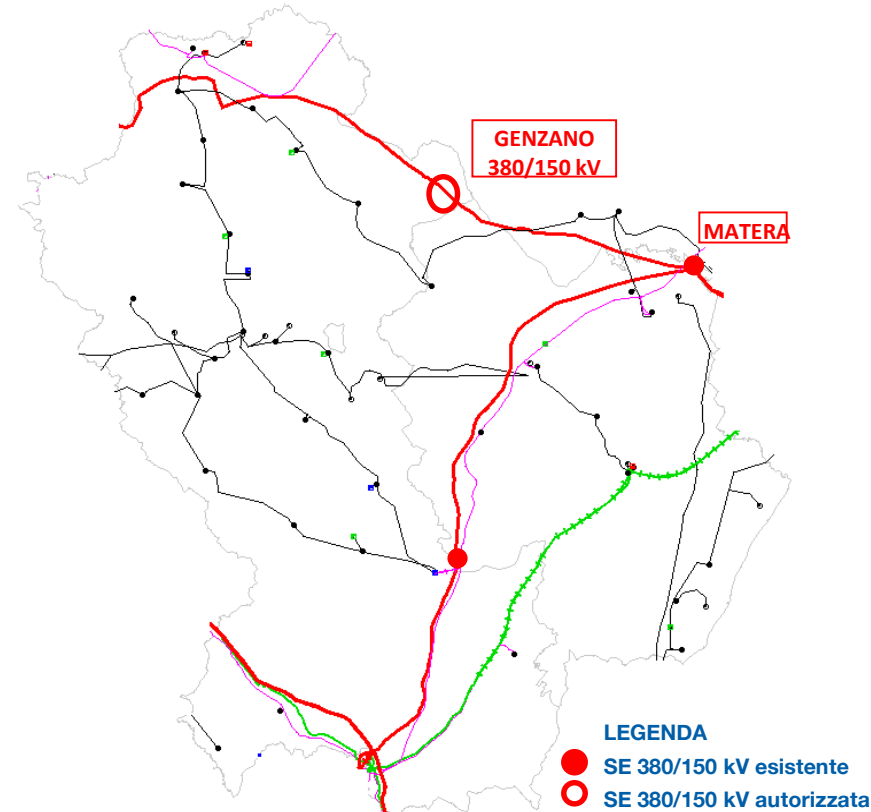 GENZANO
380/150 kV
MATERA
LEGENDA
SE 380/150 kV esistente
SE 380/150 kV autorizzata